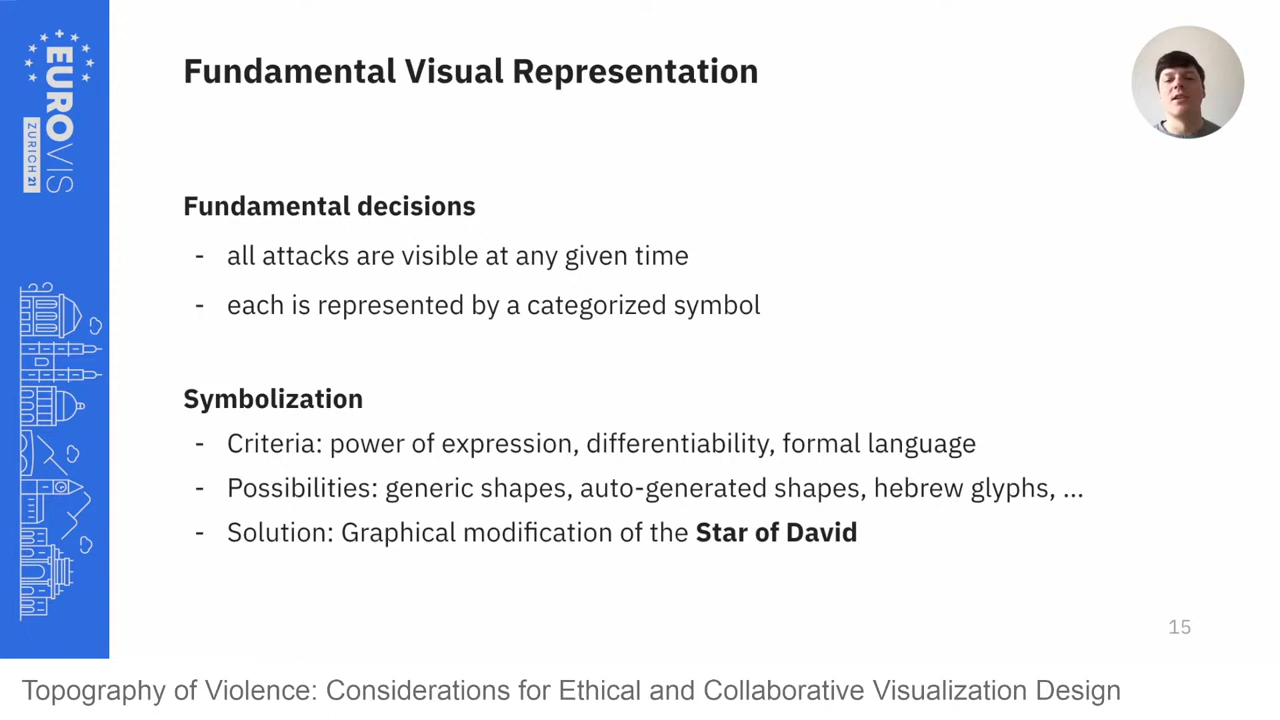 EUROVIS
ZURICH 21
Fundamental Visual Representation
Fundamental decisions
- all attacks are visible at any given time
- each is represented by a categorized symbol
Symbolization
- Criteria: power of expression, differentiability, formal language
- Possibilities: generic shapes, auto-generated shapes, hebrew glyphs, ...
- Solution: Graphical modification of the Star of David
15
Topography of Violence: Considerations for Ethical and Collaborative Visualization Design